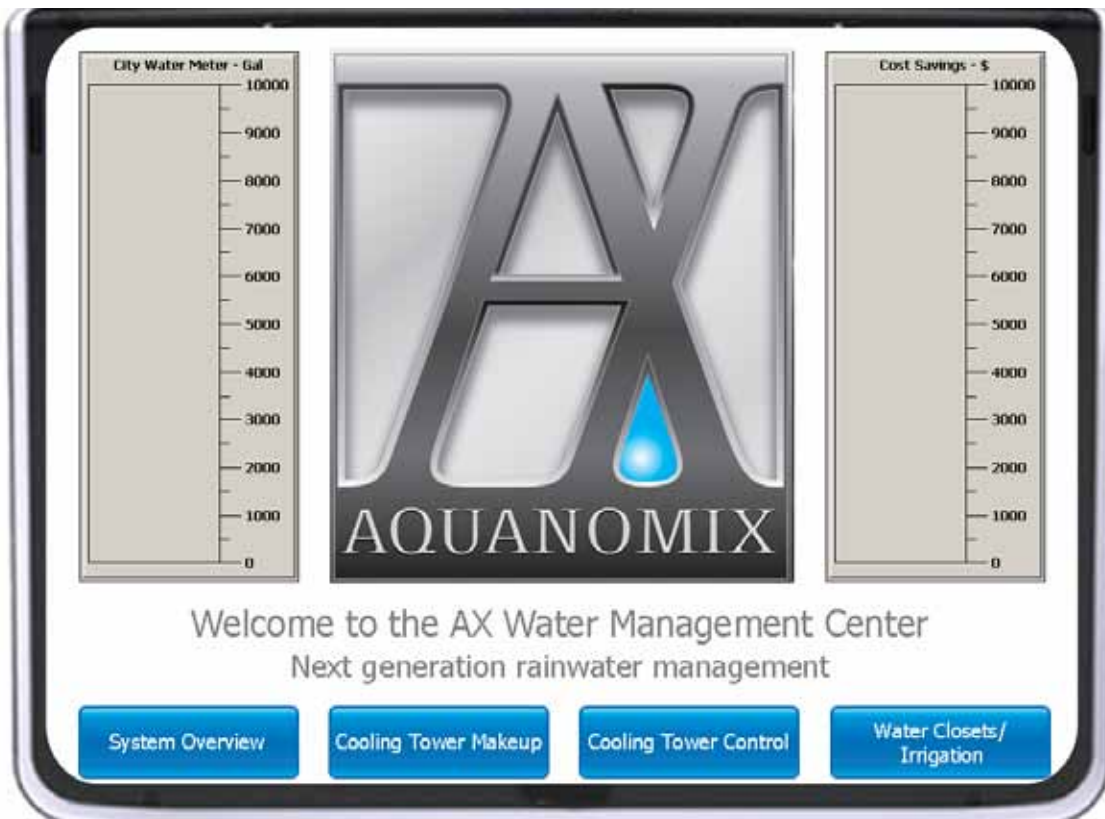 City Water Meter - Gal
10000
9000
8000
7000
6000
5000
4000
3000
2000
1000
0
AX
AQUANOMIX
Cost Savings - $
10000
9000
8000
7000
6000
5000
4000
3000
2000
1000
0
Welcome to the AX Water Management Center
Next generation rainwater management
System Overview
Cooling Tower Makeup
Cooling Tower Control
Water Closets/
Irrigation